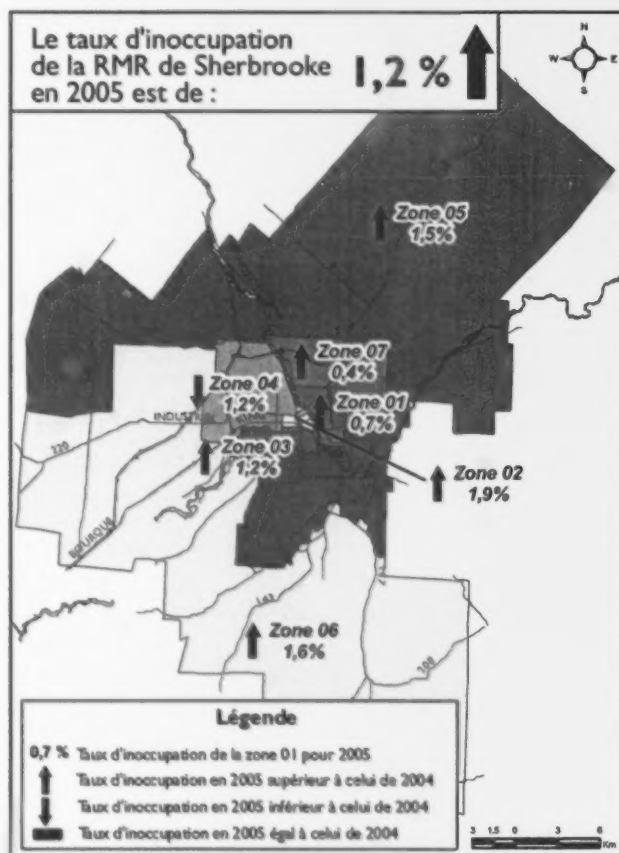 Le taux d'inoccupation
de la RMR de Sherbrooke
en 2005 est de :
1,2 %
N
W E
S
Zone 05
1,5%
Zone 07
0,4%
Zone 04
1,2%
Zone 01
0,7%
INDUSTR
220
Zone 03
1,2%
Zone 02
1,9%
BOURQUE
143
Zone 06
1,6%
108
Légende
0,7 % Taux d'inoccupation de la zone 01 pour 2005
Taux d'inoccupation en 2005 supérieur à celui de 2004
Taux d'inoccupation en 2005 inférieur à celui de 2004
Taux d'inoccupation en 2005 égal à celui de 2004
3 1,5 0 3 6
Km